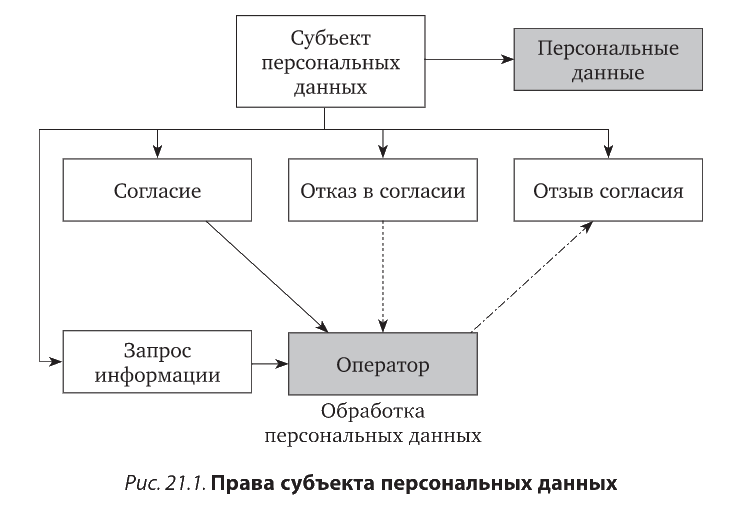 Субъект
персональных
данных
Персональные
данные
Согласие
Отказ в согласии
Отзыв согласия
Запрос
информации
Оператор
Обработка
персональных данных
Рис. 21.1. Права субъекта персональных данных